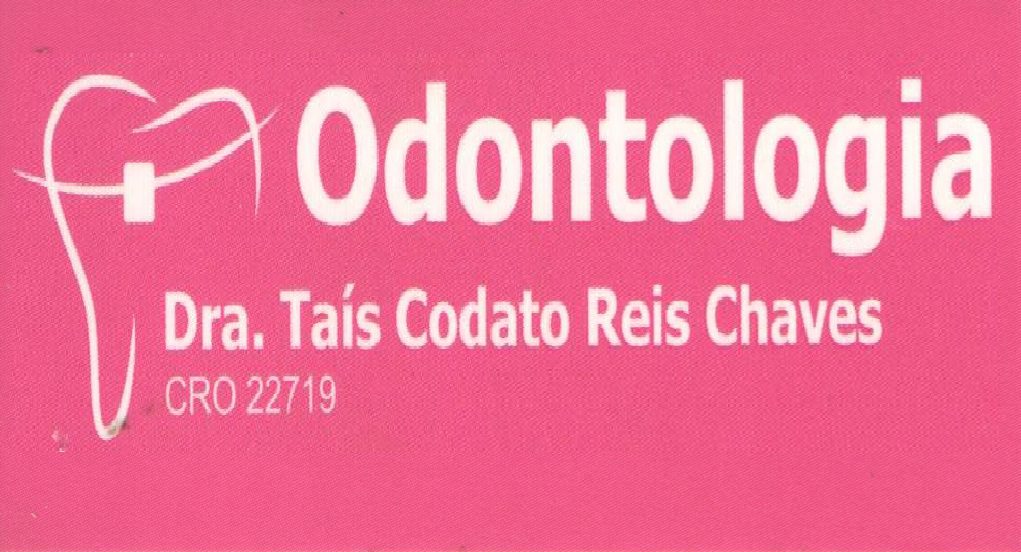 Odontologia
Dra. Taís Codato Reis Chaves
CRO 22719